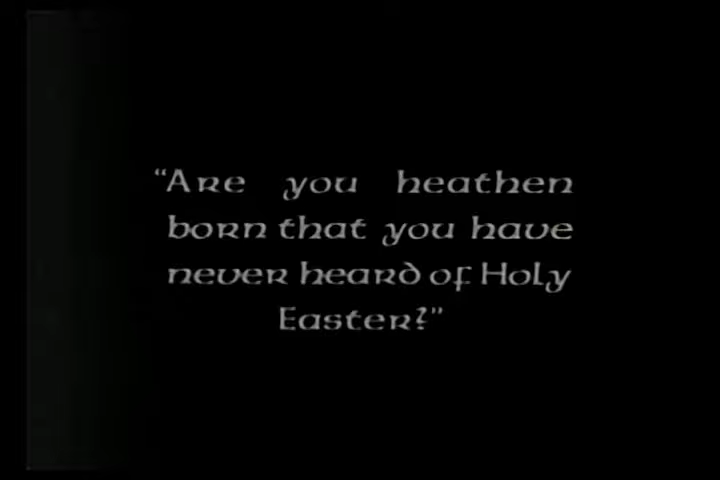 "Are you heathen
born that you have
never heard of Holy
Easter?"